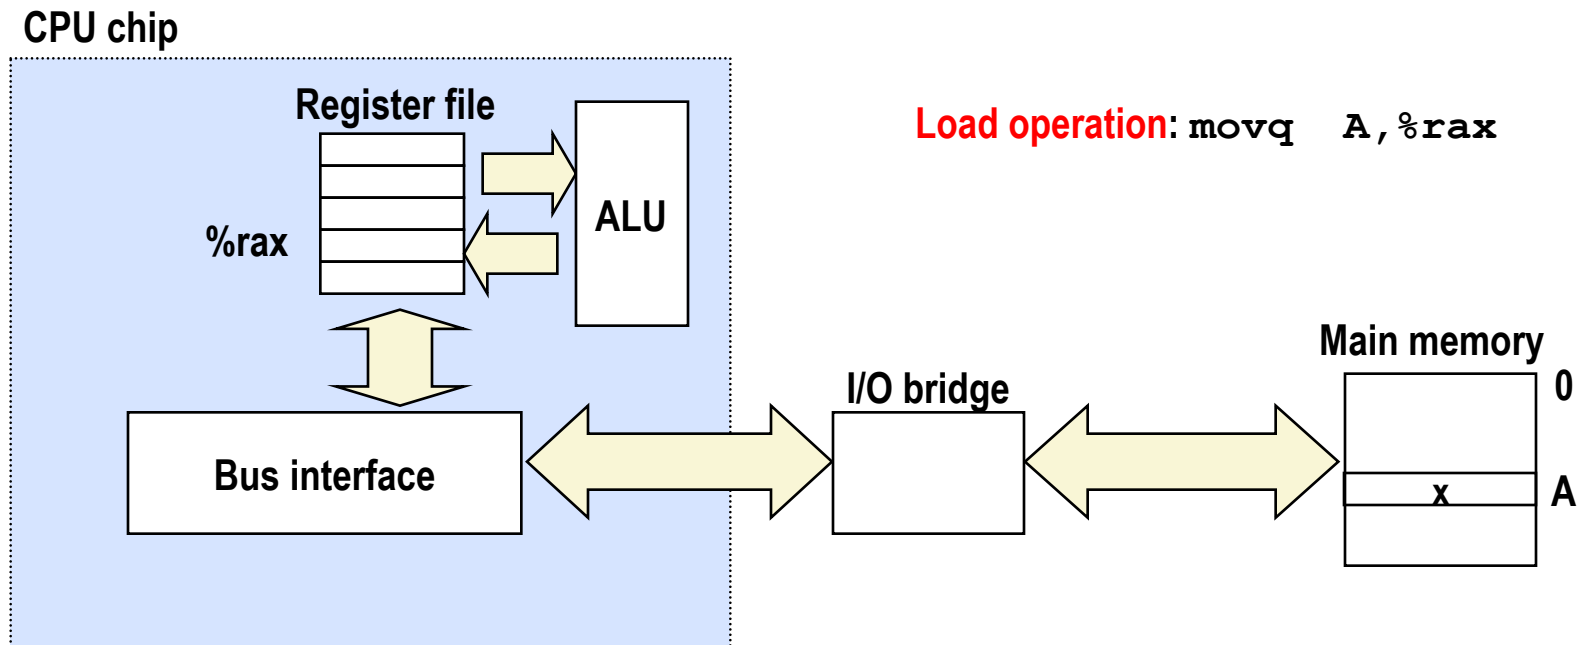 CPU chip
Register file
Load operation: movq A,%rax
ALU
%rax
Main memory
I/O bridge
0
Bus interface
x
A